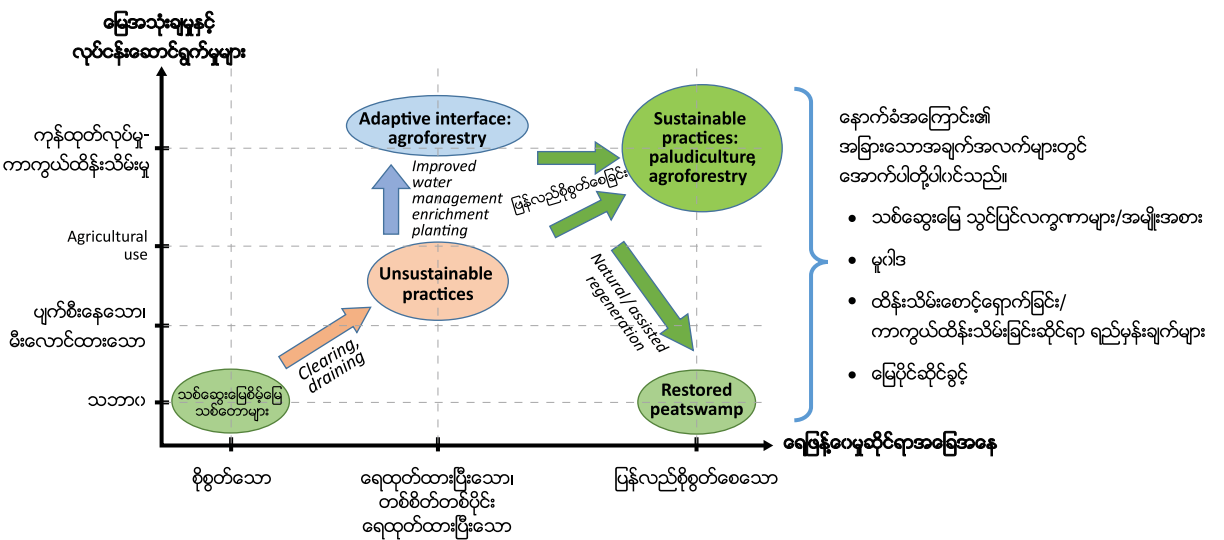 မြေအသုံးချမှုနှင့်
လုပ်ငန်းဆောင်ရွက်မှုများ
ကုန်ထုတ်လုပ်မှု-
ကာကွယ်ထိန်းသိမ်းမှု
Agricultural
use
ပျက်စီးနေသော၊
မီးလောင်ထားသော
သဘာဝ
Adaptive interface:
agroforestry
Improved
water
management
enrichment
planting
Unsustainable
practices
Clearing,
draining
သစ်ဆွေးမြေစိမ့်မြေ
သစ်တောများ
Sustainable
practices:
paludiculture,
agroforestry
ပြန်လည်စိုစွတ်စေခြင်း
Natural/assisted
regeneration
Restored
peatswamp
စိုစွတ်သော
ရေထုတ်ထားပြီးသော၊
တစ်စိတ်တစ်ပိုင်း
ရေထုတ်ထားပြီးသော
ပြန်လည်စိုစွတ်စေသော
ရေဖြန့်ဝေမှုဆိုင်ရာအခြေအနေ
နောက်ခံအကြောင်း၏
အခြားသောအချက်အလက်များတွင်
အောက်ပါတို့ပါဝင်သည်။
• သစ်ဆွေးမြေ သွင်ပြင်လက္ခဏာများ/အမျိုးအစား
• မူဝါဒ
• ထိန်းသိမ်းစောင့်ရှောက်ခြင်း/
ကာကွယ်ထိန်းသိမ်းခြင်းဆိုင်ရာ ရည်မှန်းချက်များ
• မြေပိုင်ဆိုင်ခွင့်